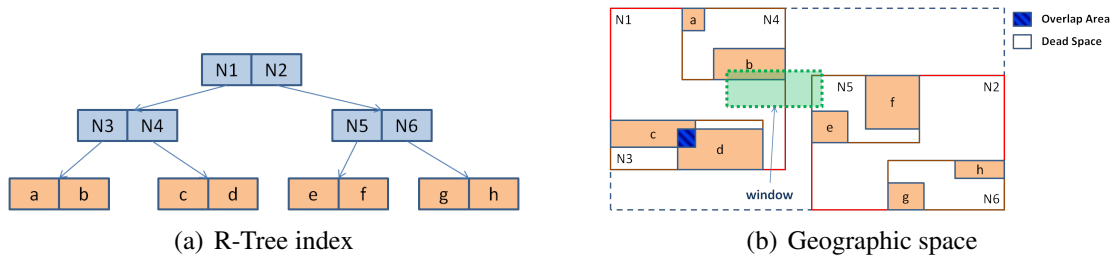 N1 N2
N3 N4
N5 N6
a b
c d
e f
g h
(a) R-Tree index
N1
a
N4
b
N5
f
N2
e
c
d
N3
h
g
N6
window
Overlap Area
Dead Space
(b) Geographic space